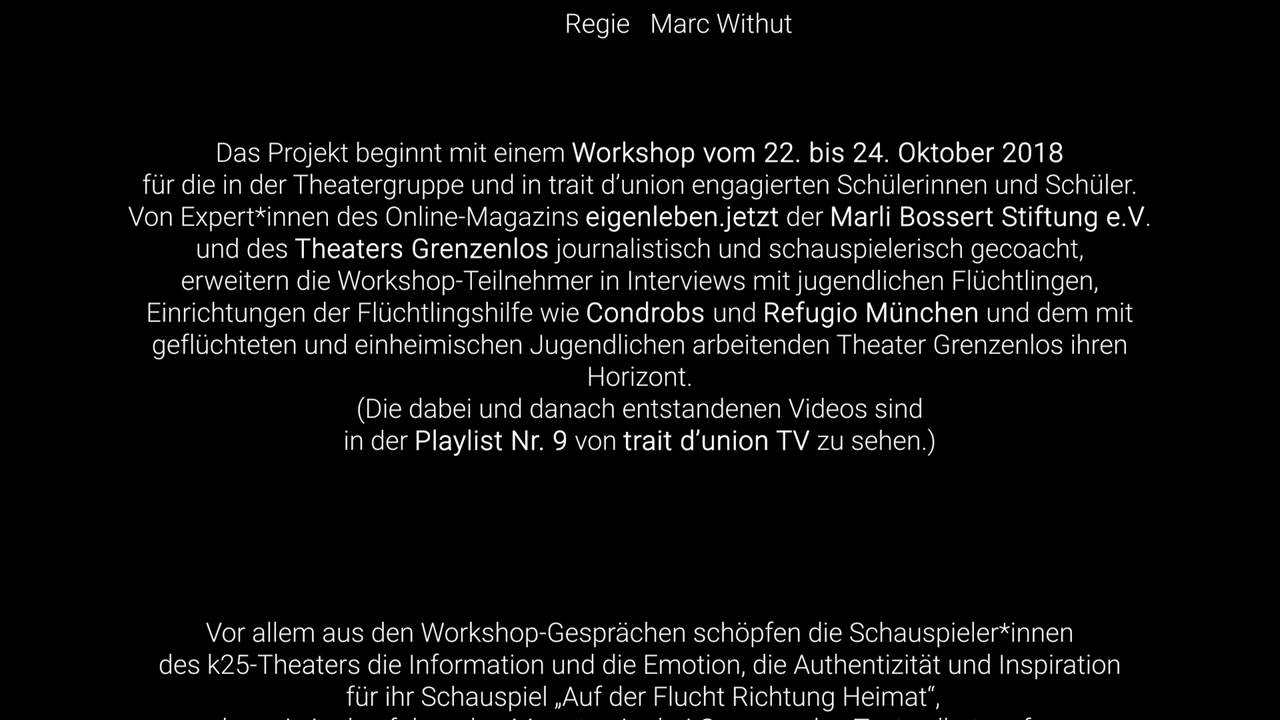 Regie Marc Withut
Das Projekt beginnt mit einem Workshop vom 22. bis 24. Oktober 2018
für die in der Theatergruppe und in trait d’union engagierten Schülerinnen und Schüler.
Von Expert*innen des Online-Magazins eigenleben.jetzt der Marli Bossert Stiftung e.V.
und des Theaters Grenzenlos journalistisch und schauspielerisch gecoacht,
erweitern die Workshop-Teilnehmer in Interviews mit jugendlichen Flüchtlingen,
Einrichtungen der Flüchtlingshilfe wie Condrobs und Refugio München und dem mit
geflüchteten und einheimischen Jugendlichen arbeitenden Theater Grenzenlos ihren
Horizont.
(Die dabei und danach entstandenen Videos sind
in der Playlist Nr. 9 von trait d’union TV zu sehen.)
Vor allem aus den Workshop-Gesprächen schöpfen die Schauspieler*innen
des k25-Theaters die Information und die Emotion, die Authentizität und Inspiration
für ihr Schauspiel „Auf der Flucht Richtung Heimat“,